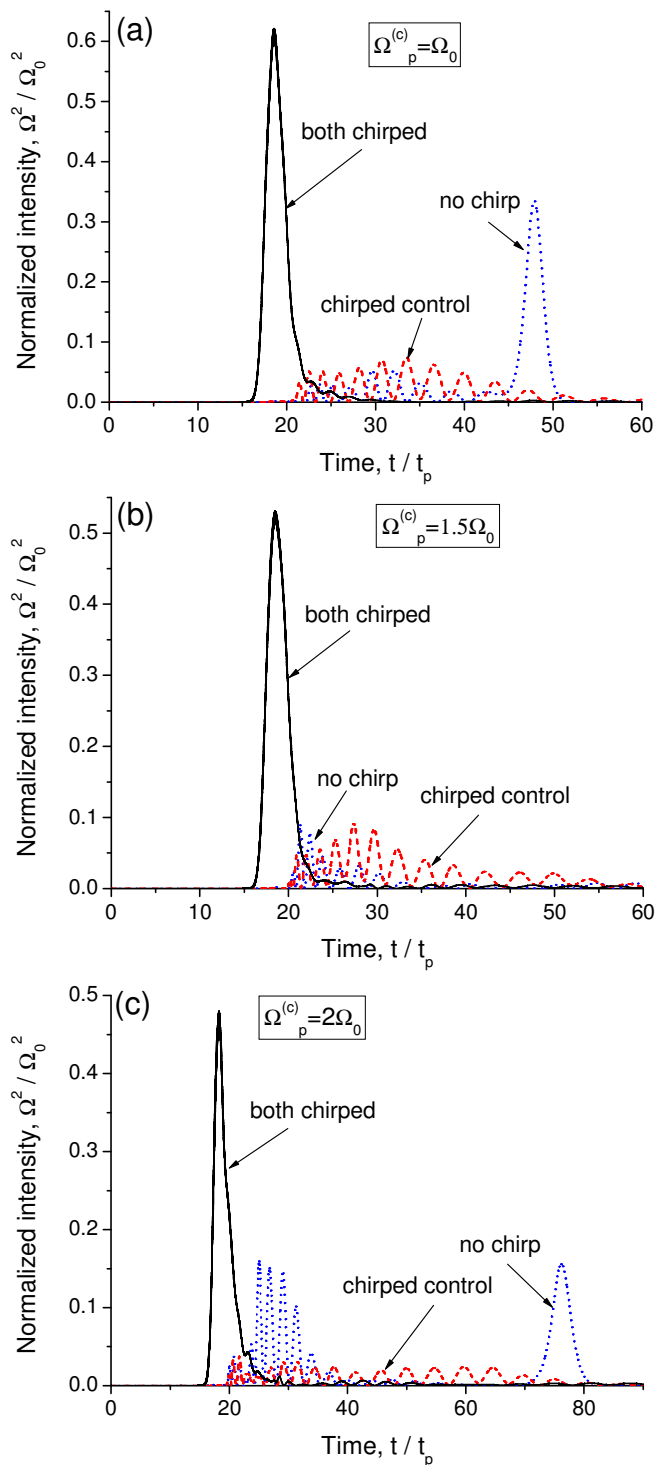 (a)
Ω(c)p=Ω0
both chirped
no chirp
chirped control
Normalized intensity, Ω2 / Ω02
0.6
0.5
0.4
0.3
0.2
0.1
0.0
0 10 20 30 40 50 60
Time, t / tp
(b)
Ω(c)p=1.5Ω0
both chirped
no chirp
chirped control
Normalized intensity, Ω2 / Ω02
0.5
0.4
0.3
0.2
0.1
0.0
0 10 20 30 40 50 60
Time, t / tp
(c)
Ω(c)p=2Ω0
both chirped
no chirp
chirped control
Normalized intensity, Ω2 / Ω02
0.5
0.4
0.3
0.2
0.1
0.0
0 20 40 60 80
Time, t / tp